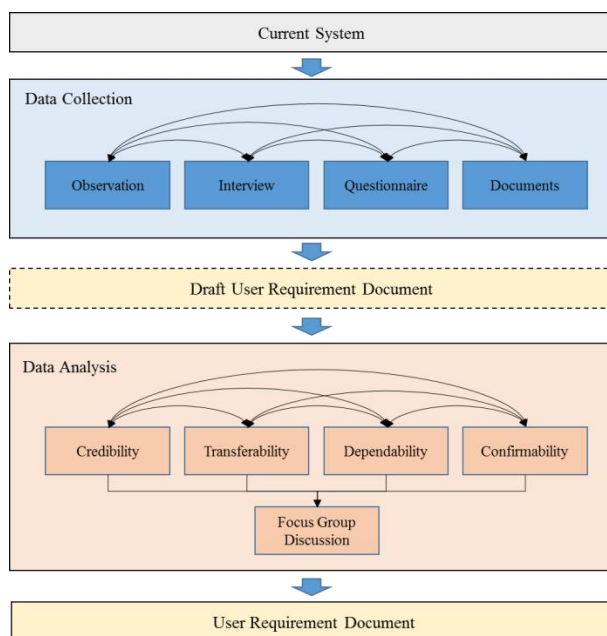 Current System
Data Collection
Observation
Interview
Questionnaire
Documents
Draft User Requirement Document
Data Analysis
Credibility
Transferability
Dependability
Confirmability
Focus Group
Discussion
User Requirement Document